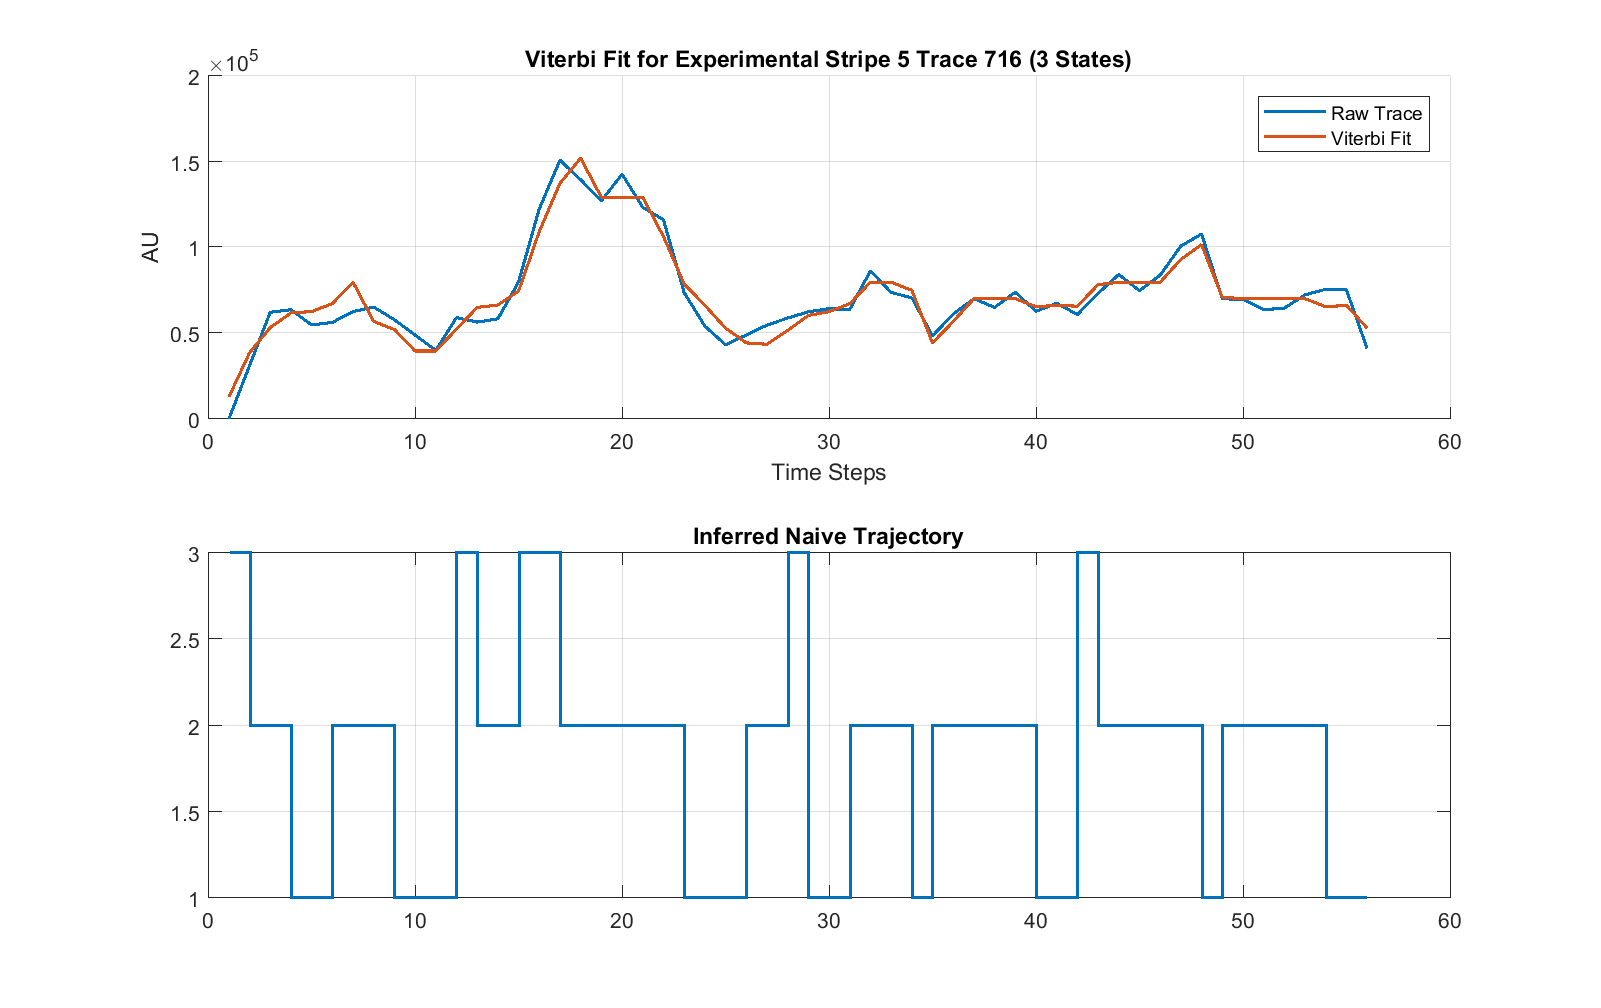 Viterbi Fit for Experimental Stripe 5 Trace 716 (3 States)
×10⁵
2
1.5
1
0.5
0
AU
Raw Trace
Viterbi Fit
0 10 20 30 40 50 60
Time Steps
Inferred Naive Trajectory
3
2.5
2
1.5
1
0 10 20 30 40 50 60